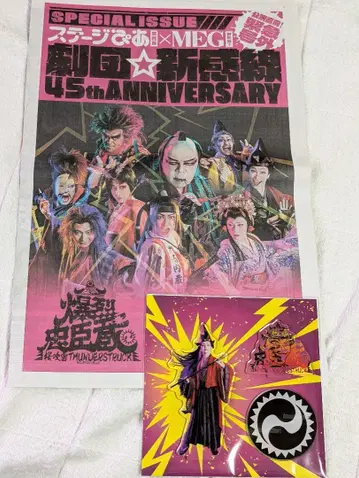 SPECIAL ISSUE
ステージぴあ×MEG
劇団☆新感線
45th ANNIVERSARY
爆烈
忠臣蔵
桜吹雪THUNDERSTRUCK